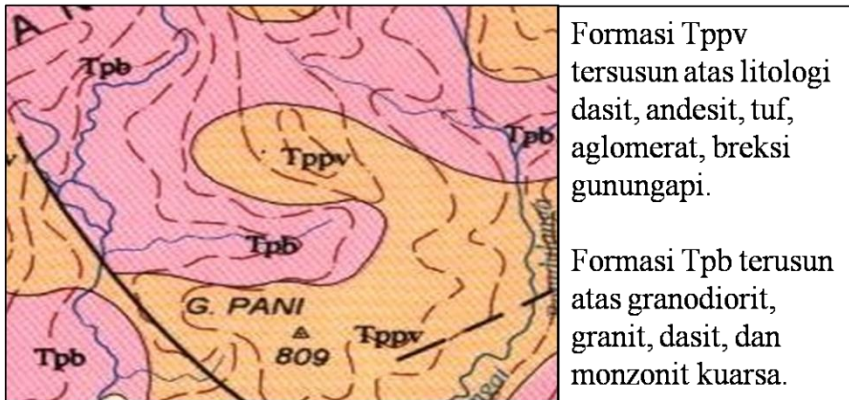 A N
Tpb
Tpb
v
Tppv
Tpb
G. PANI
809
Tppv
Tpb
Formasi Tppv
tersusun atas litologi
dasit, andesit, tuf,
aglomerat, breksi
gunungapi.
Formasi Tpb terusun
atas granodiorit,
granit, dasit, dan
monzonit kuarsa.